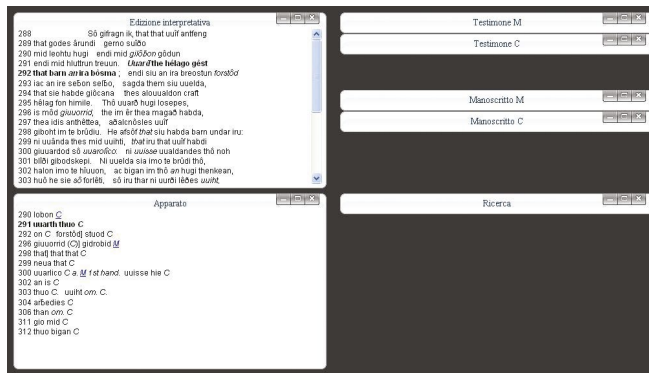 Edizione interpretativa
288 Sô gifragn ik, that that uuîf antfeng
289 that godes ârundi gerno suîðo
290 mid leohtu hugi endi mid gilôƀon gôdun
291 endi mid hluttrun treuun. Uuarđ the hêlago gêst
292 that barn an ira bôsma ; endi siu an ira breostun forstôd
293 iac an ire seƀon selƀo, sagda them siu uuelda,
294 that sie habde giôcana thes alouualdon craft
295 hêlag fon himile. Thô uuarð hugi Iosepes,
296 is môd giuuorrid, the im êr thea magað habda,
297 thea idis anthêttea, aðalcnôsles uuîf
298 giboht im te brûdiu. He afsôf that siu habda barn undar iru:
299 ni uuânda thes mid uuihti, that iru that uuîf habdi
300 giuuardod sô uuarolîco: ni uuisse uualdandes thô noh
301 blîði gibodskepi. Ni uuelda sia imo te brûdi thô,
302 halon imo te hîuuon, ac bigan im thô an hugi thenkean,
303 huô he sie sô forlêti, sô iru thar ni uurði lêðes uuiht,
Apparato
290 lobon C
291 uuarth thuo C
292 on C forstôd] stuod C
296 giuuorrid (C)] gidrobid M
298 that] that that C
299 neua that C
300 uuarlico C a. M 1st hand. uuisse hie C
302 an is C
303 thuo C. uuiht om. C.
304 arƀedies C
306 than om. C
311 gio mid C
312 thuo bigan C
Testimone M
Testimone C
Manoscritto M
Manoscritto C
Ricerca